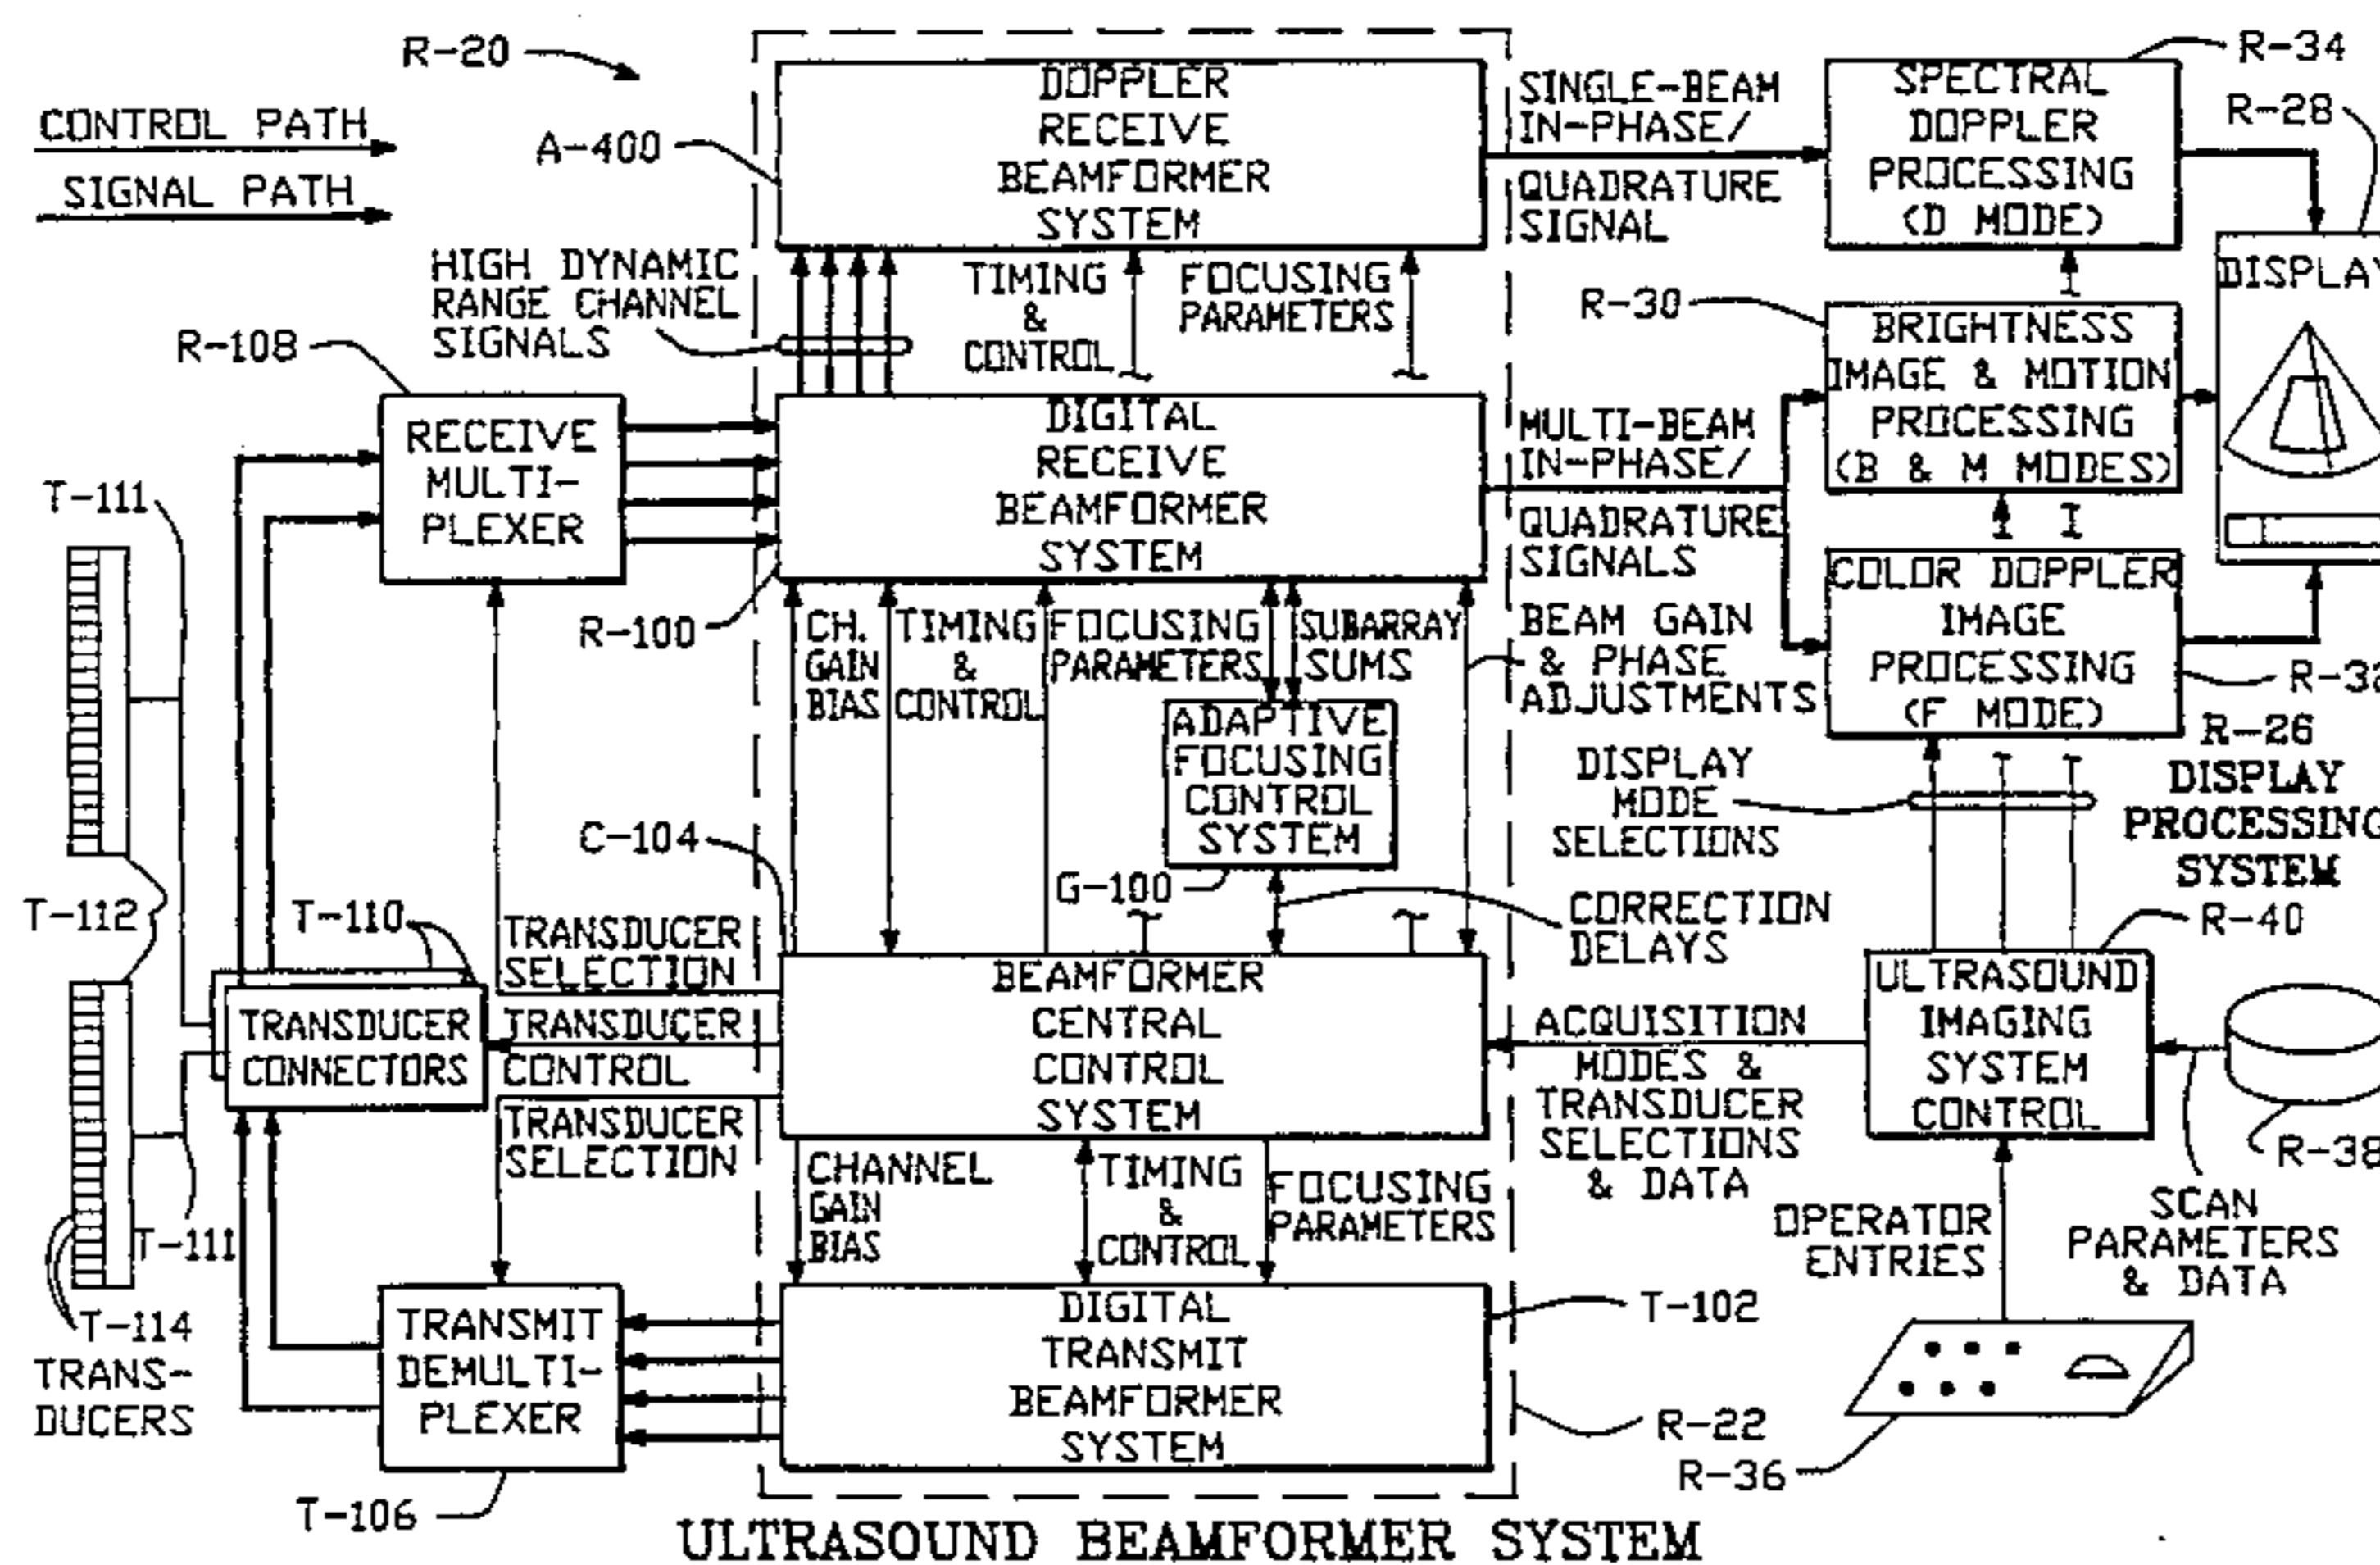 R-20
CONTROL PATH
SIGNAL PATH
A-400
DOPPLER
RECEIVE
BEAMFORMER
SYSTEM
SINGLE-BEAM
IN-PHASE/
QUADRATURE
SIGNAL
SPECTRAL
DOPPLER
PROCESSING
(D MODE)
R-34
R-28
DISPLAY
HIGH DYNAMIC
RANGE CHANNEL
SIGNALS
TIMING
&
CONTROL
FOCUSING
PARAMETERS
R-30
BRIGHTNESS
IMAGE & MOTION
PROCESSING
(B & M MODES)
R-108
RECEIVE
MULTI-
PLEXER
DIGITAL
RECEIVE
BEAMFORMER
SYSTEM
MULTI-BEAM
IN-PHASE/
QUADRATURE
SIGNALS
T-111
R-100
CH.
GAIN
BIAS
TIMING
&
CONTROL
FOCUSING
PARAMETERS
SUBARRAY
SUMS
BEAM GAIN
& PHASE
ADJUSTMENTS
COLOR DOPPLER
IMAGE
PROCESSING
(F MODE)
R-32
R-26
DISPLAY
PROCESSING
SYSTEM
ADAPTIVE
FOCUSING
CONTROL
SYSTEM
G-100
DISPLAY
MODE
SELECTIONS
C-104
CORRECTION
DELAYS
R-40
T-112
T-110
TRANSDUCER
SELECTION
TRANSDUCER
CONNECTORS
TRANSDUCER
CONTROL
TRANSDUCER
SELECTION
BEAMFORMER
CENTRAL
CONTROL
SYSTEM
ACQUISITION
MODES &
TRANSDUCER
SELECTIONS
& DATA
ULTRASOUND
IMAGING
SYSTEM
CONTROL
R-38
SCAN
PARAMETERS
& DATA
OPERATOR
ENTRIES
T-111
T-114
TRANS-
DUCERS
CHANNEL
GAIN
BIAS
TIMING
&
CONTROL
FOCUSING
PARAMETERS
TRANSMIT
DEMULTI-
PLEXER
DIGITAL
TRANSMIT
BEAMFORMER
SYSTEM
T-102
R-22
R-36
T-106
ULTRASOUND BEAMFORMER SYSTEM